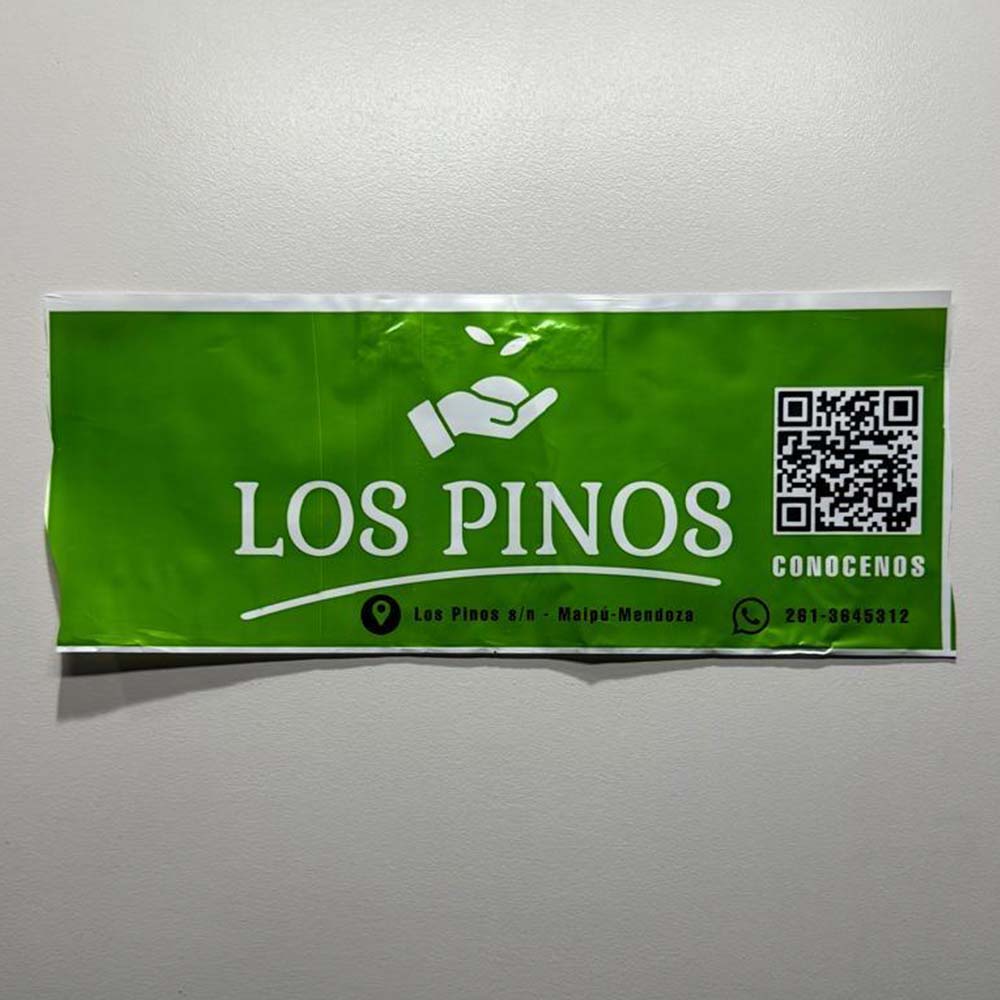 LOS PINOS
CONOCENOS
Los Pinos s/n - Maipú-Mendoza
261-3645312